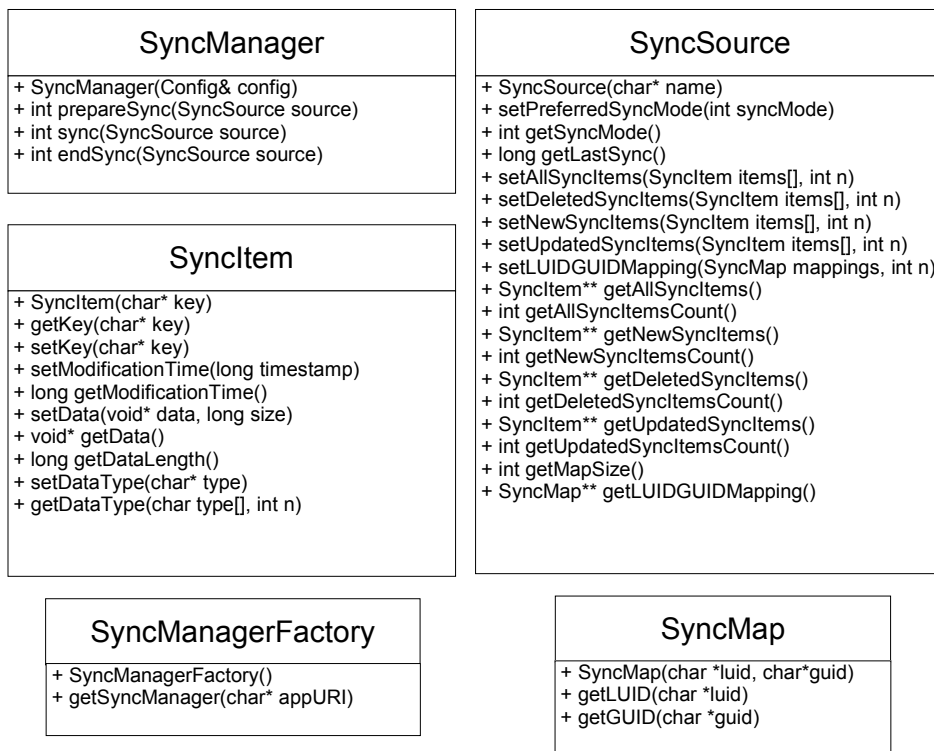 SyncManager
+ SyncManager(Config& config)
+ int prepareSync(SyncSource source)
+ int sync(SyncSource source)
+ int endSync(SyncSource source)
SyncItem
+ SyncItem(char* key)
+ getKey(char* key)
+ setKey(char* key)
+ setModificationTime(long timestamp)
+ long getModificationTime()
+ setData(void* data, long size)
+ void* getData()
+ long getDataLength()
+ setDataType(char* type)
+ getDataType(char type[], int n)
SyncSource
+ SyncSource(char* name)
+ setPreferredSyncMode(int syncMode)
+ int getSyncMode()
+ long getLastSync()
+ setAllSyncItems(SyncItem items[], int n)
+ setDeletedSyncItems(SyncItem items[], int n)
+ setNewSyncItems(SyncItem items[], int n)
+ setUpdatedSyncItems(SyncItem items[], int n)
+ setLUIDGUIDMapping(SyncMap mappings, int n)
+ SyncItem** getAllSyncItems()
+ int getAllSyncItemsCount()
+ SyncItem** getNewSyncItems()
+ int getNewSyncItemsCount()
+ SyncItem** getDeletedSyncItems()
+ int getDeletedSyncItemsCount()
+ SyncItem** getUpdatedSyncItems()
+ int getUpdatedSyncItemsCount()
+ int getMapSize()
+ SyncMap** getLUIDGUIDMapping()
SyncManagerFactory
+ SyncManagerFactory()
+ getSyncManager(char* appURI)
SyncMap
+ SyncMap(char *luid, char*guid)
+ getLUID(char *luid)
+ getGUID(char *guid)